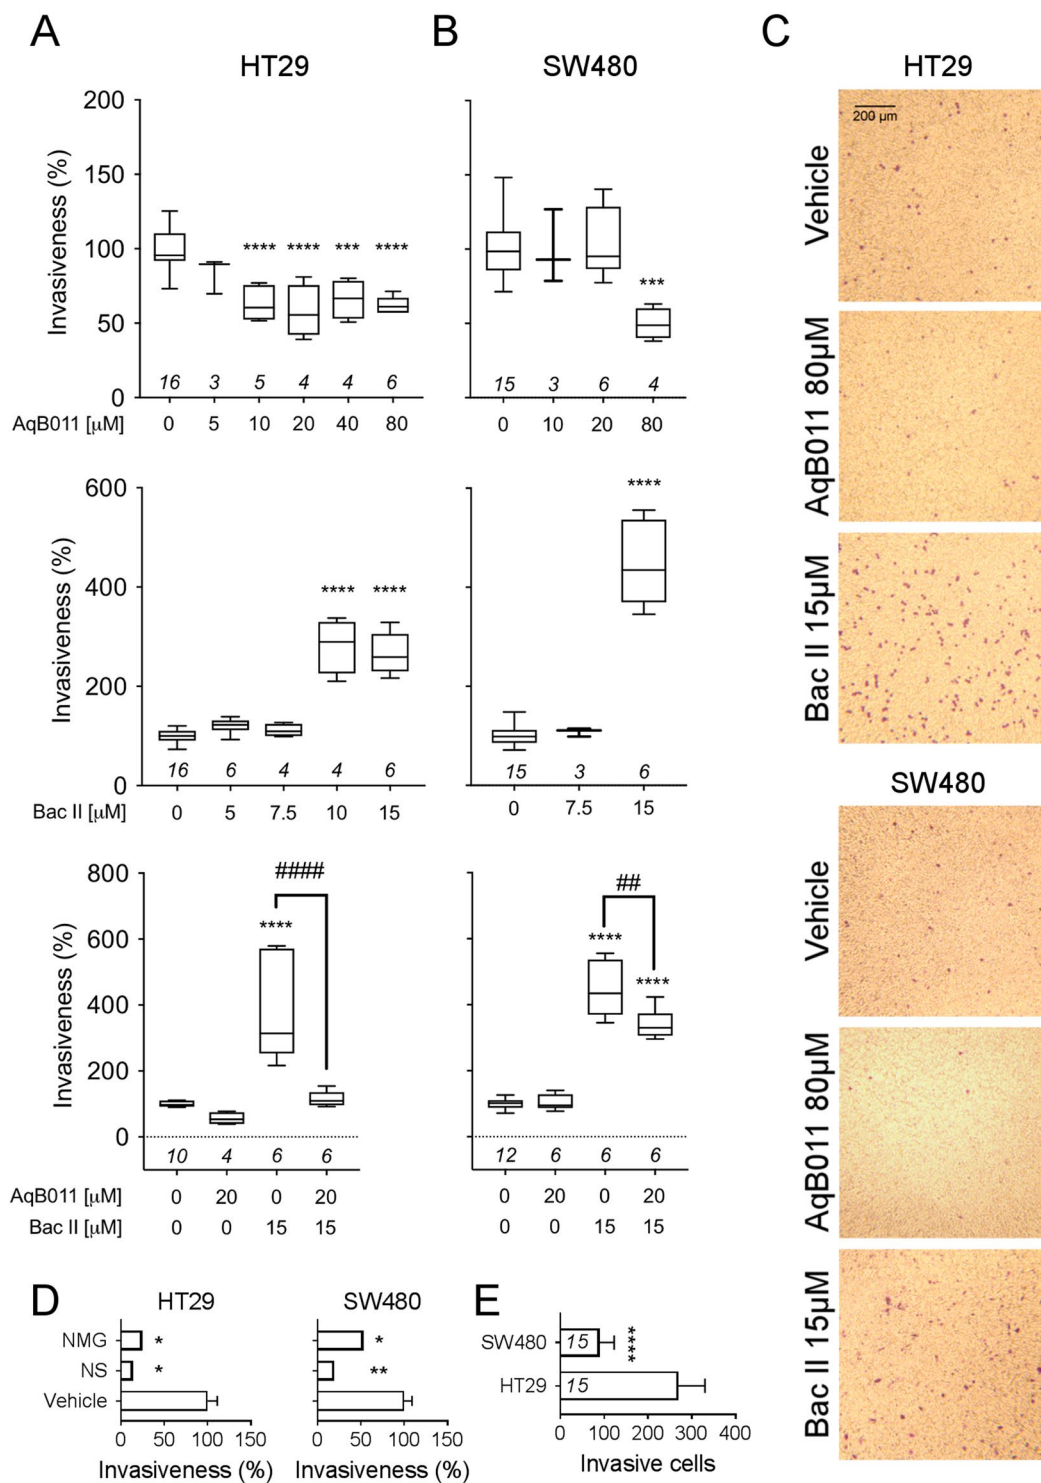 A
HT29
200
150
100
50
0
Invasiveness (%)
**** **** *** ****
16 3 5 4 4 6
AqB011 [μM] 0 5 10 20 40 80
600
400
200
0
Invasiveness (%)
**** ****
16 6 4 4 6
Bac II [μM] 0 5 7.5 10 15
800
600
400
200
0
Invasiveness (%)
####
****
10 4 6 6
AqB011 [μM] 0 20 0 20
Bac II [μM] 0 0 15 15
B
SW480
***
15 3 6 4
0 10 20 80
****
15 3 6
0 7.5 15
##
****
****
12 6 6 6
0 20 0 20
0 0 15 15
C
HT29
200 μm
Vehicle
AqB011 80μM
Bac II 15μM
SW480
Vehicle
AqB011 80μM
Bac II 15μM
D
HT29
NMG *
NS *
Vehicle
0 50 100 150
Invasiveness (%)
SW480
*
**
0 50 100 150
Invasiveness (%)
E
SW480 15 ****
HT29 15
0 100 200 300 400
Invasive cells